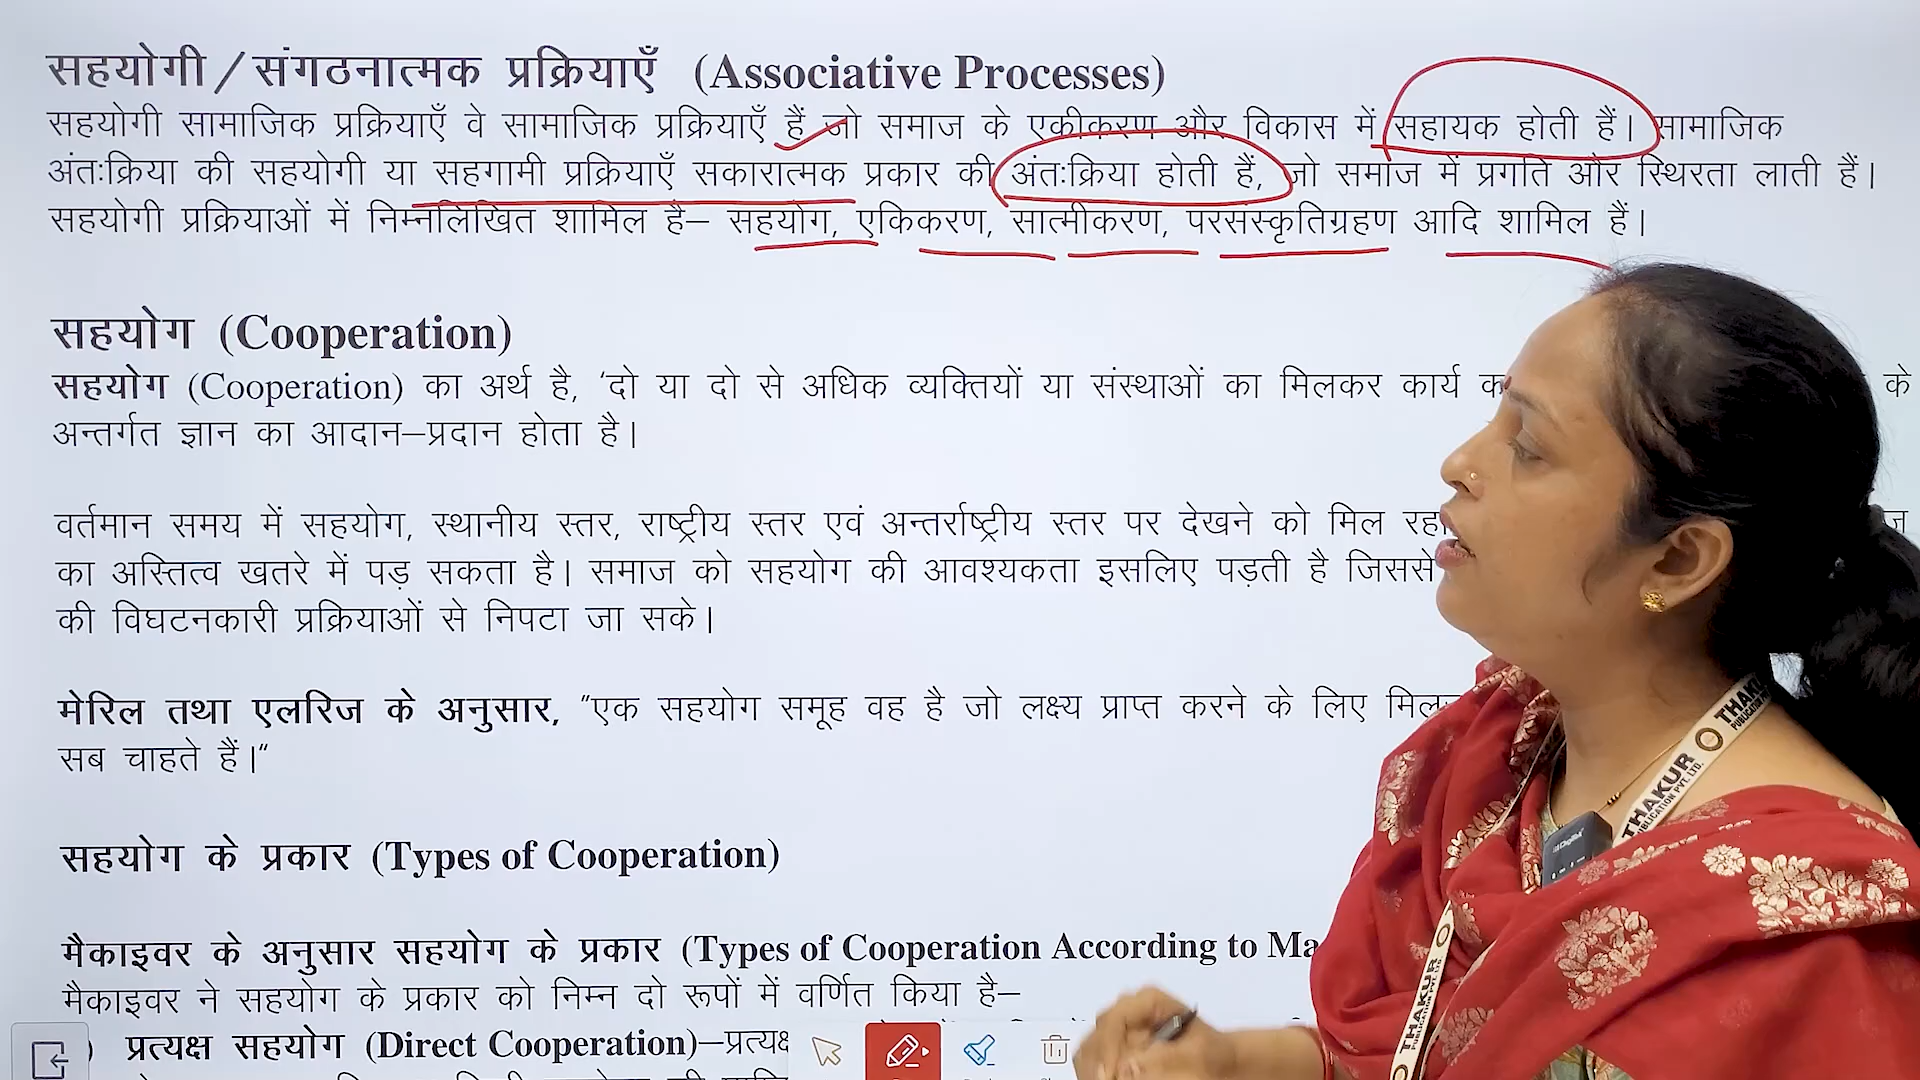 सहयोगी/संगठनात्मक प्रक्रियाएँ (Associative Processes)
सहयोगी सामाजिक प्रक्रियाएँ वे सामाजिक प्रक्रियाएँ हैं जो समाज के एकीकरण और विकास में सहायक होती हैं। सामाजिक
अंतःक्रिया की सहयोगी या सहगामी प्रक्रियाएँ सकारात्मक प्रकार की अंतःक्रिया होती हैं, जो समाज में प्रगति और स्थिरता लाती हैं।
सहयोगी प्रक्रियाओं में निम्नलिखित शामिल है– सहयोग, एकिकरण, सात्मीकरण, परसंस्कृतिग्रहण आदि शामिल हैं।
सहयोग (Cooperation)
सहयोग (Cooperation) का अर्थ है, 'दो या दो से अधिक व्यक्तियों या संस्थाओं का मिलकर कार्य के
अन्तर्गत ज्ञान का आदान–प्रदान होता है।
वर्तमान समय में सहयोग, स्थानीय स्तर, राष्ट्रीय स्तर एवं अन्तर्राष्ट्रीय स्तर पर देखने को मिल
का अस्तित्व खतरे में पड़ सकता है। समाज को सहयोग की आवश्यकता इसलिए पड़ती है जिससे
की विघटनकारी प्रक्रियाओं से निपटा जा सके।
मेरिल तथा एलरिज के अनुसार, "एक सहयोग समूह वह है जो लक्ष्य प्राप्त करने के लिए
सब चाहते हैं।"
सहयोग के प्रकार (Types of Cooperation)
मैकाइवर के अनुसार सहयोग के प्रकार (Types of Cooperation According to Ma
मैकाइवर ने सहयोग के प्रकार को निम्न दो रूपों में वर्णित किया है–
) प्रत्यक्ष सहयोग (Direct Cooperation)–प्रत्यक्ष
THAKUR PUBLICATION PVT. LTD.